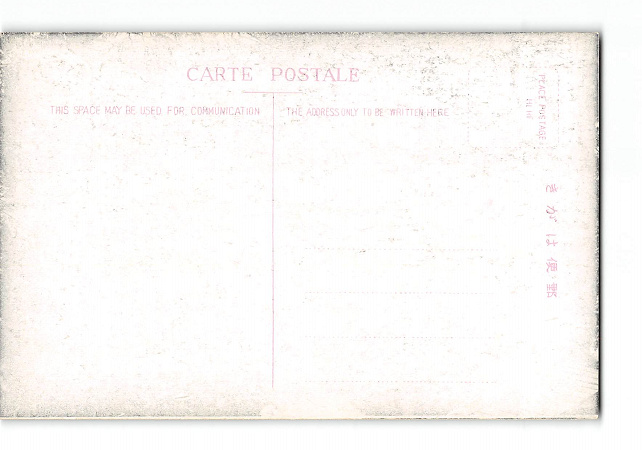 CARTE POSTALE
THIS SPACE MAY BE USED FOR COMMUNICATION
THE ADDRESS ONLY TO BE WRITTEN HERE
PLACE POSTAGE
きがは便郵